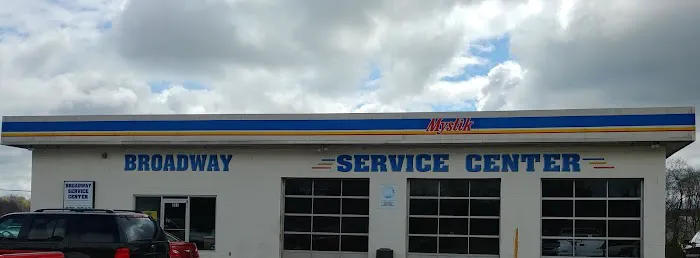 Mystik
BROADWAY
SERVICE CENTER
BROADWAY
SERVICE
CENTER